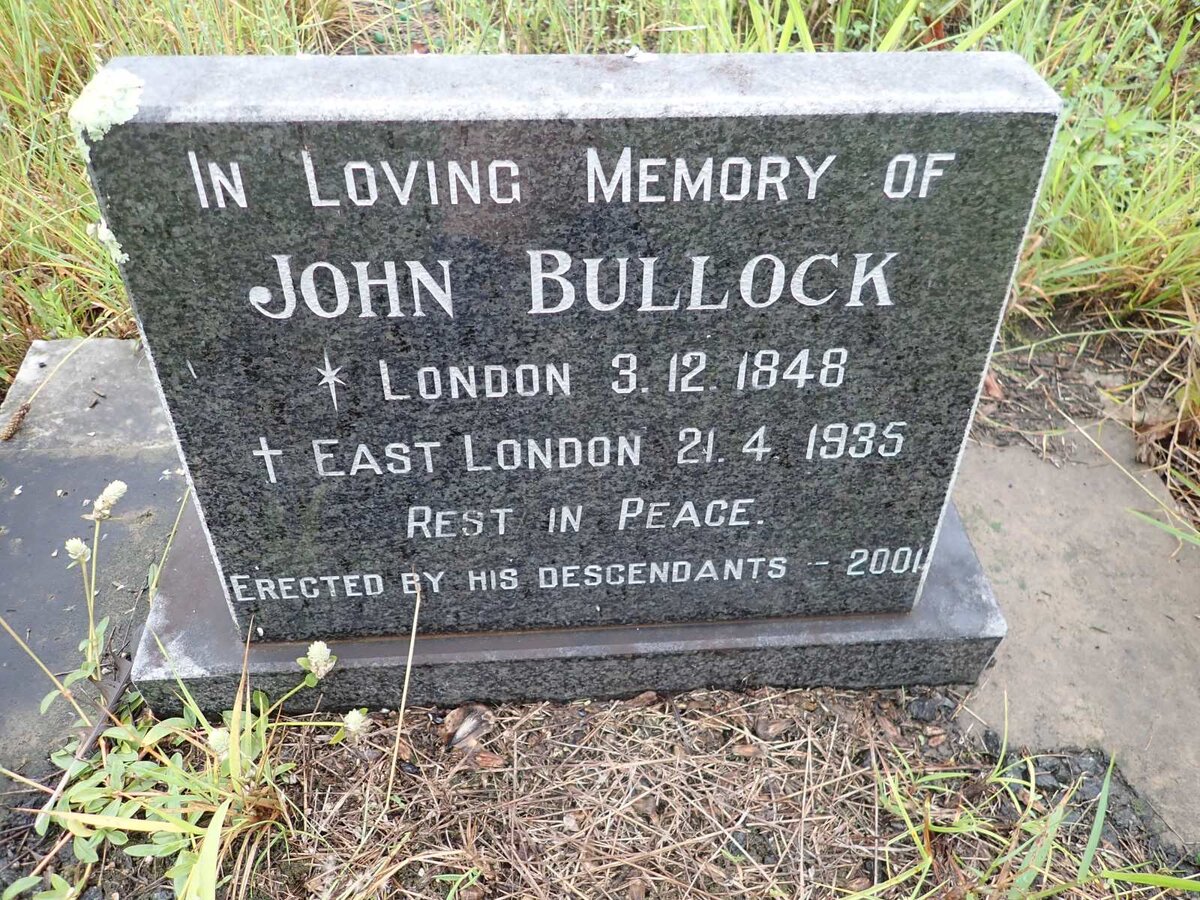 IN LOVING MEMORY OF
JOHN BULLOCK
LONDON 3.12.1848
† EAST LONDON 21.4.1935
REST IN PEACE.
ERECTED BY HIS DESCENDANTS - 2001